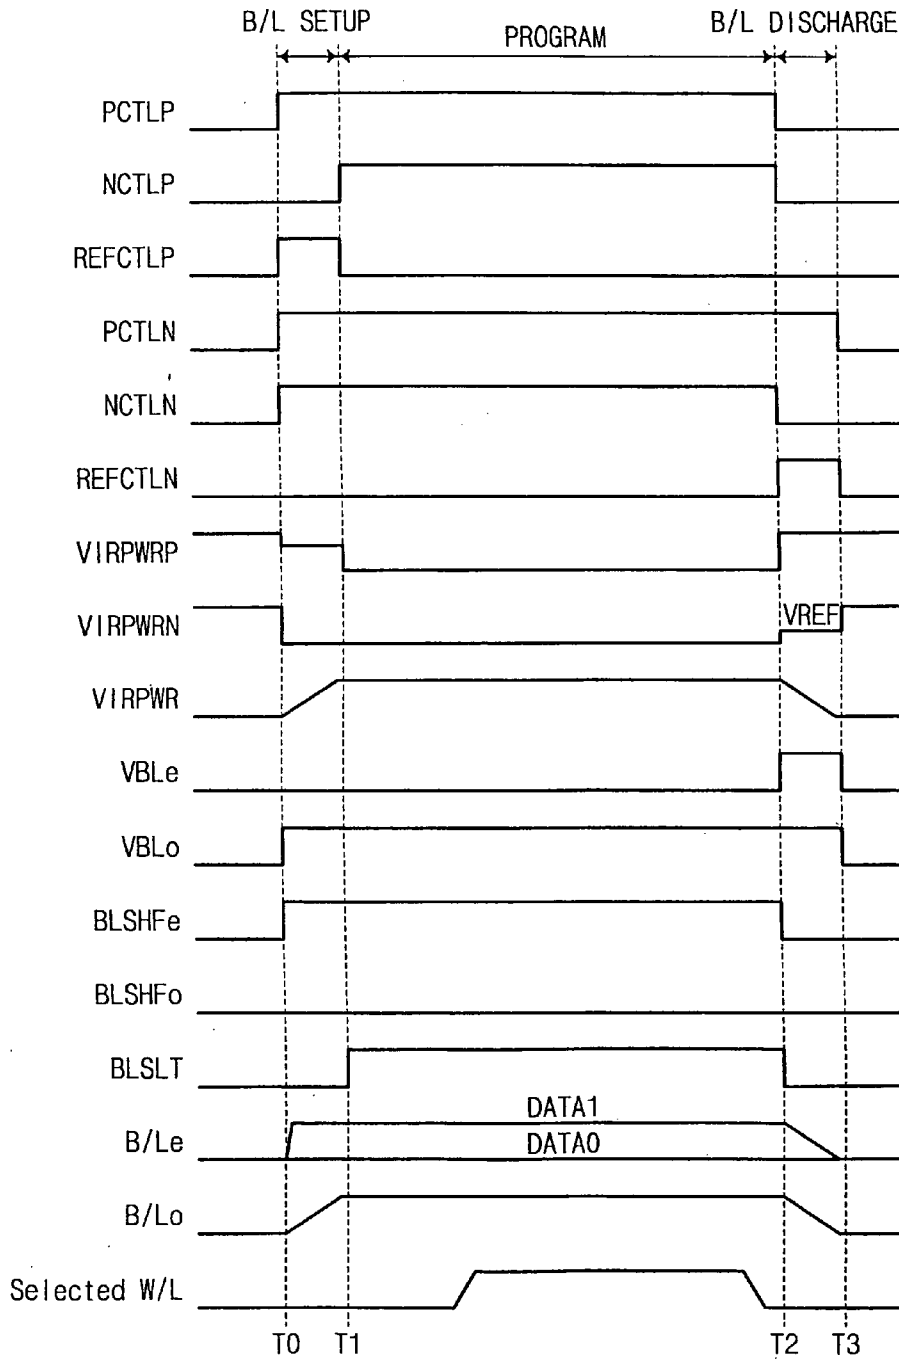 B/L SETUP
PROGRAM
B/L DISCHARGE
PCTLP
NCTLP
REFCTLP
PCTLN
NCTLN
REFCTLN
VIRPWRP
VIRPWRN
VREF
VIRPWR
VBLe
VBLo
BLSHFe
BLSHFo
BLSLT
DATA1
B/Le
DATA0
B/Lo
Selected W/L
T0 T1 T2 T3